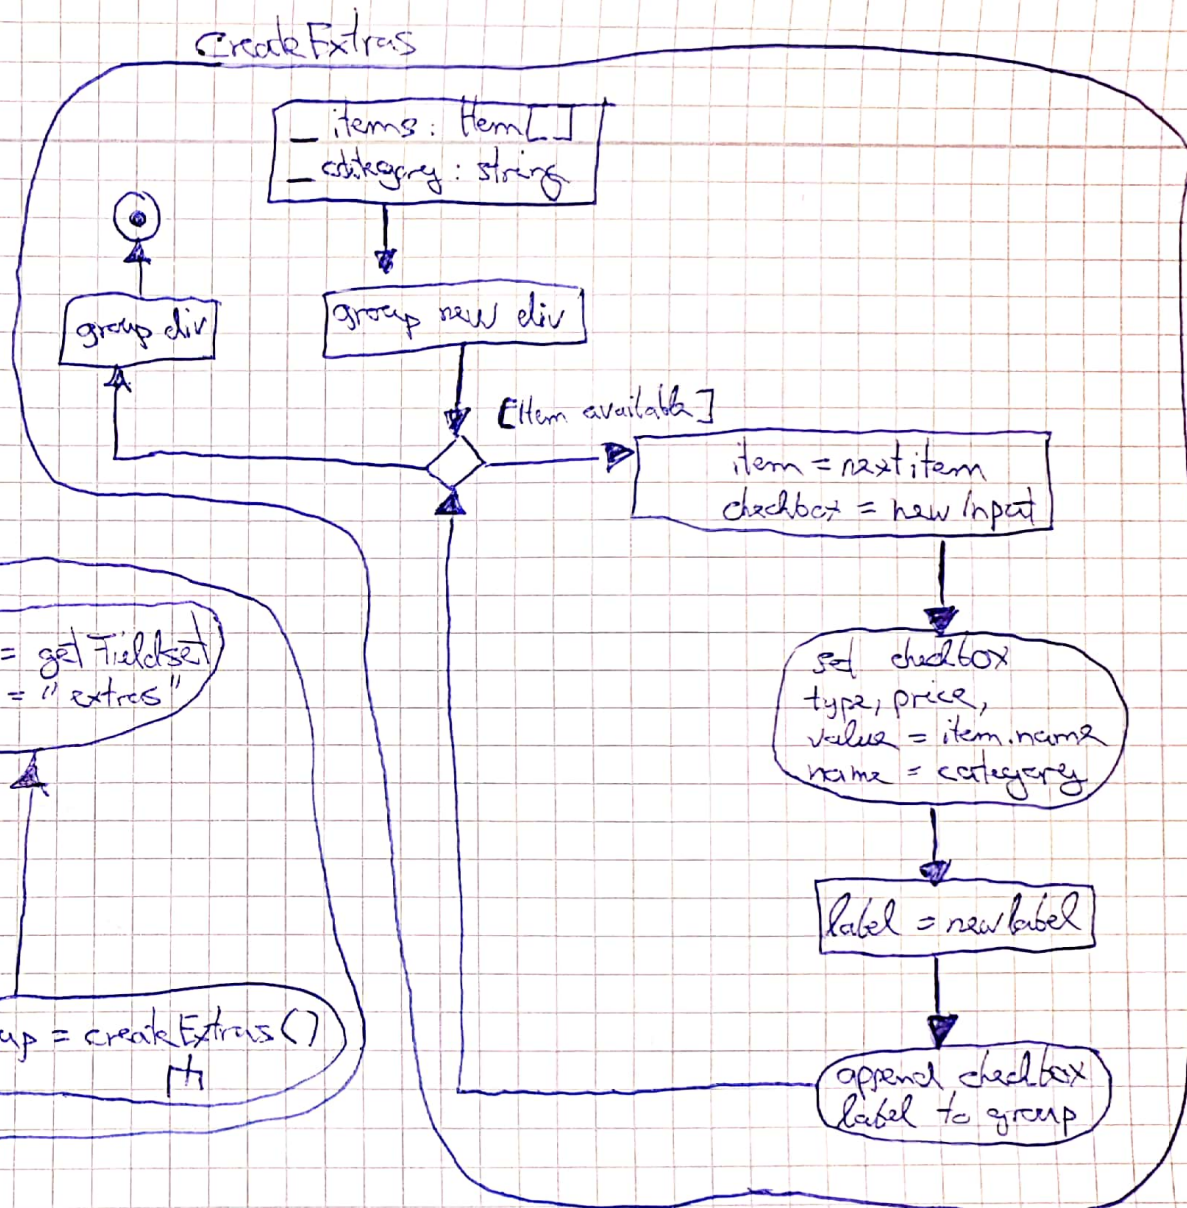 createExtras
_items: Item[]
_category: string
group div
group new div
[Item available]
item = next item
checkbox = new Input
set checkbox
type, price,
value = item.name
name = category
label = new label
append checkbox
label to group
= getFieldset
= "extras"
up = createExtras()